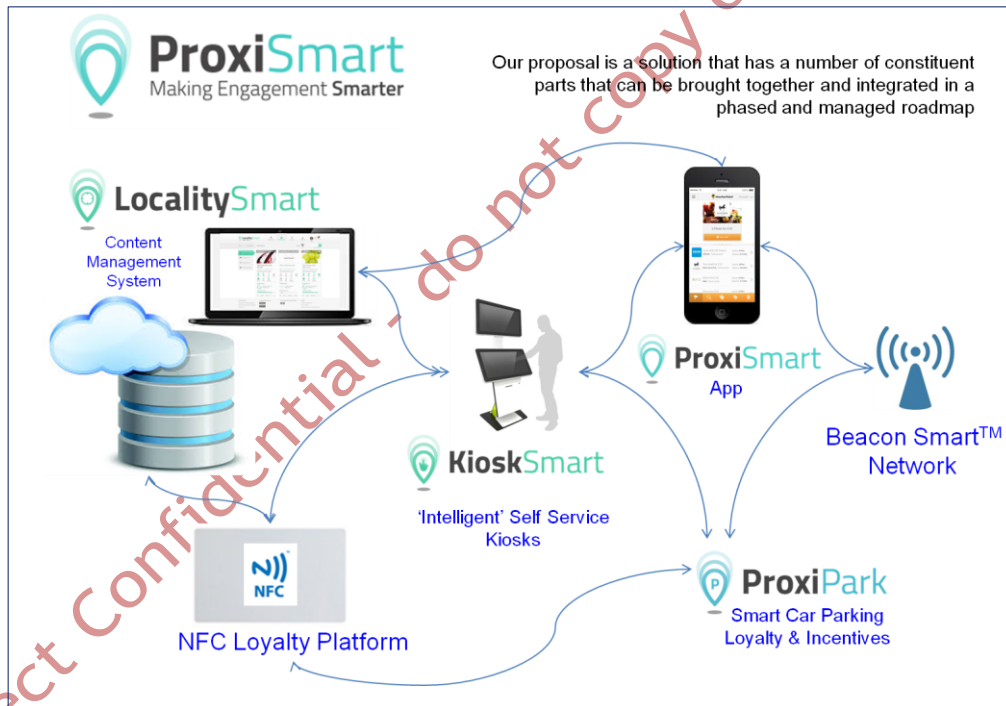 ProxiSmart
Making Engagement Smarter
Our proposal is a solution that has a number of constituent
parts that can be brought together and integrated in a
phased and managed roadmap
LocalitySmart
Content
Management
System
ProxiSmart
App
Beacon Smart™
Network
KioskSmart
'Intelligent' Self Service
Kiosks
N
NFC
NFC Loyalty Platform
P
ProxiPark
Smart Car Parking
Loyalty & Incentives
ect Confidential - do not copy